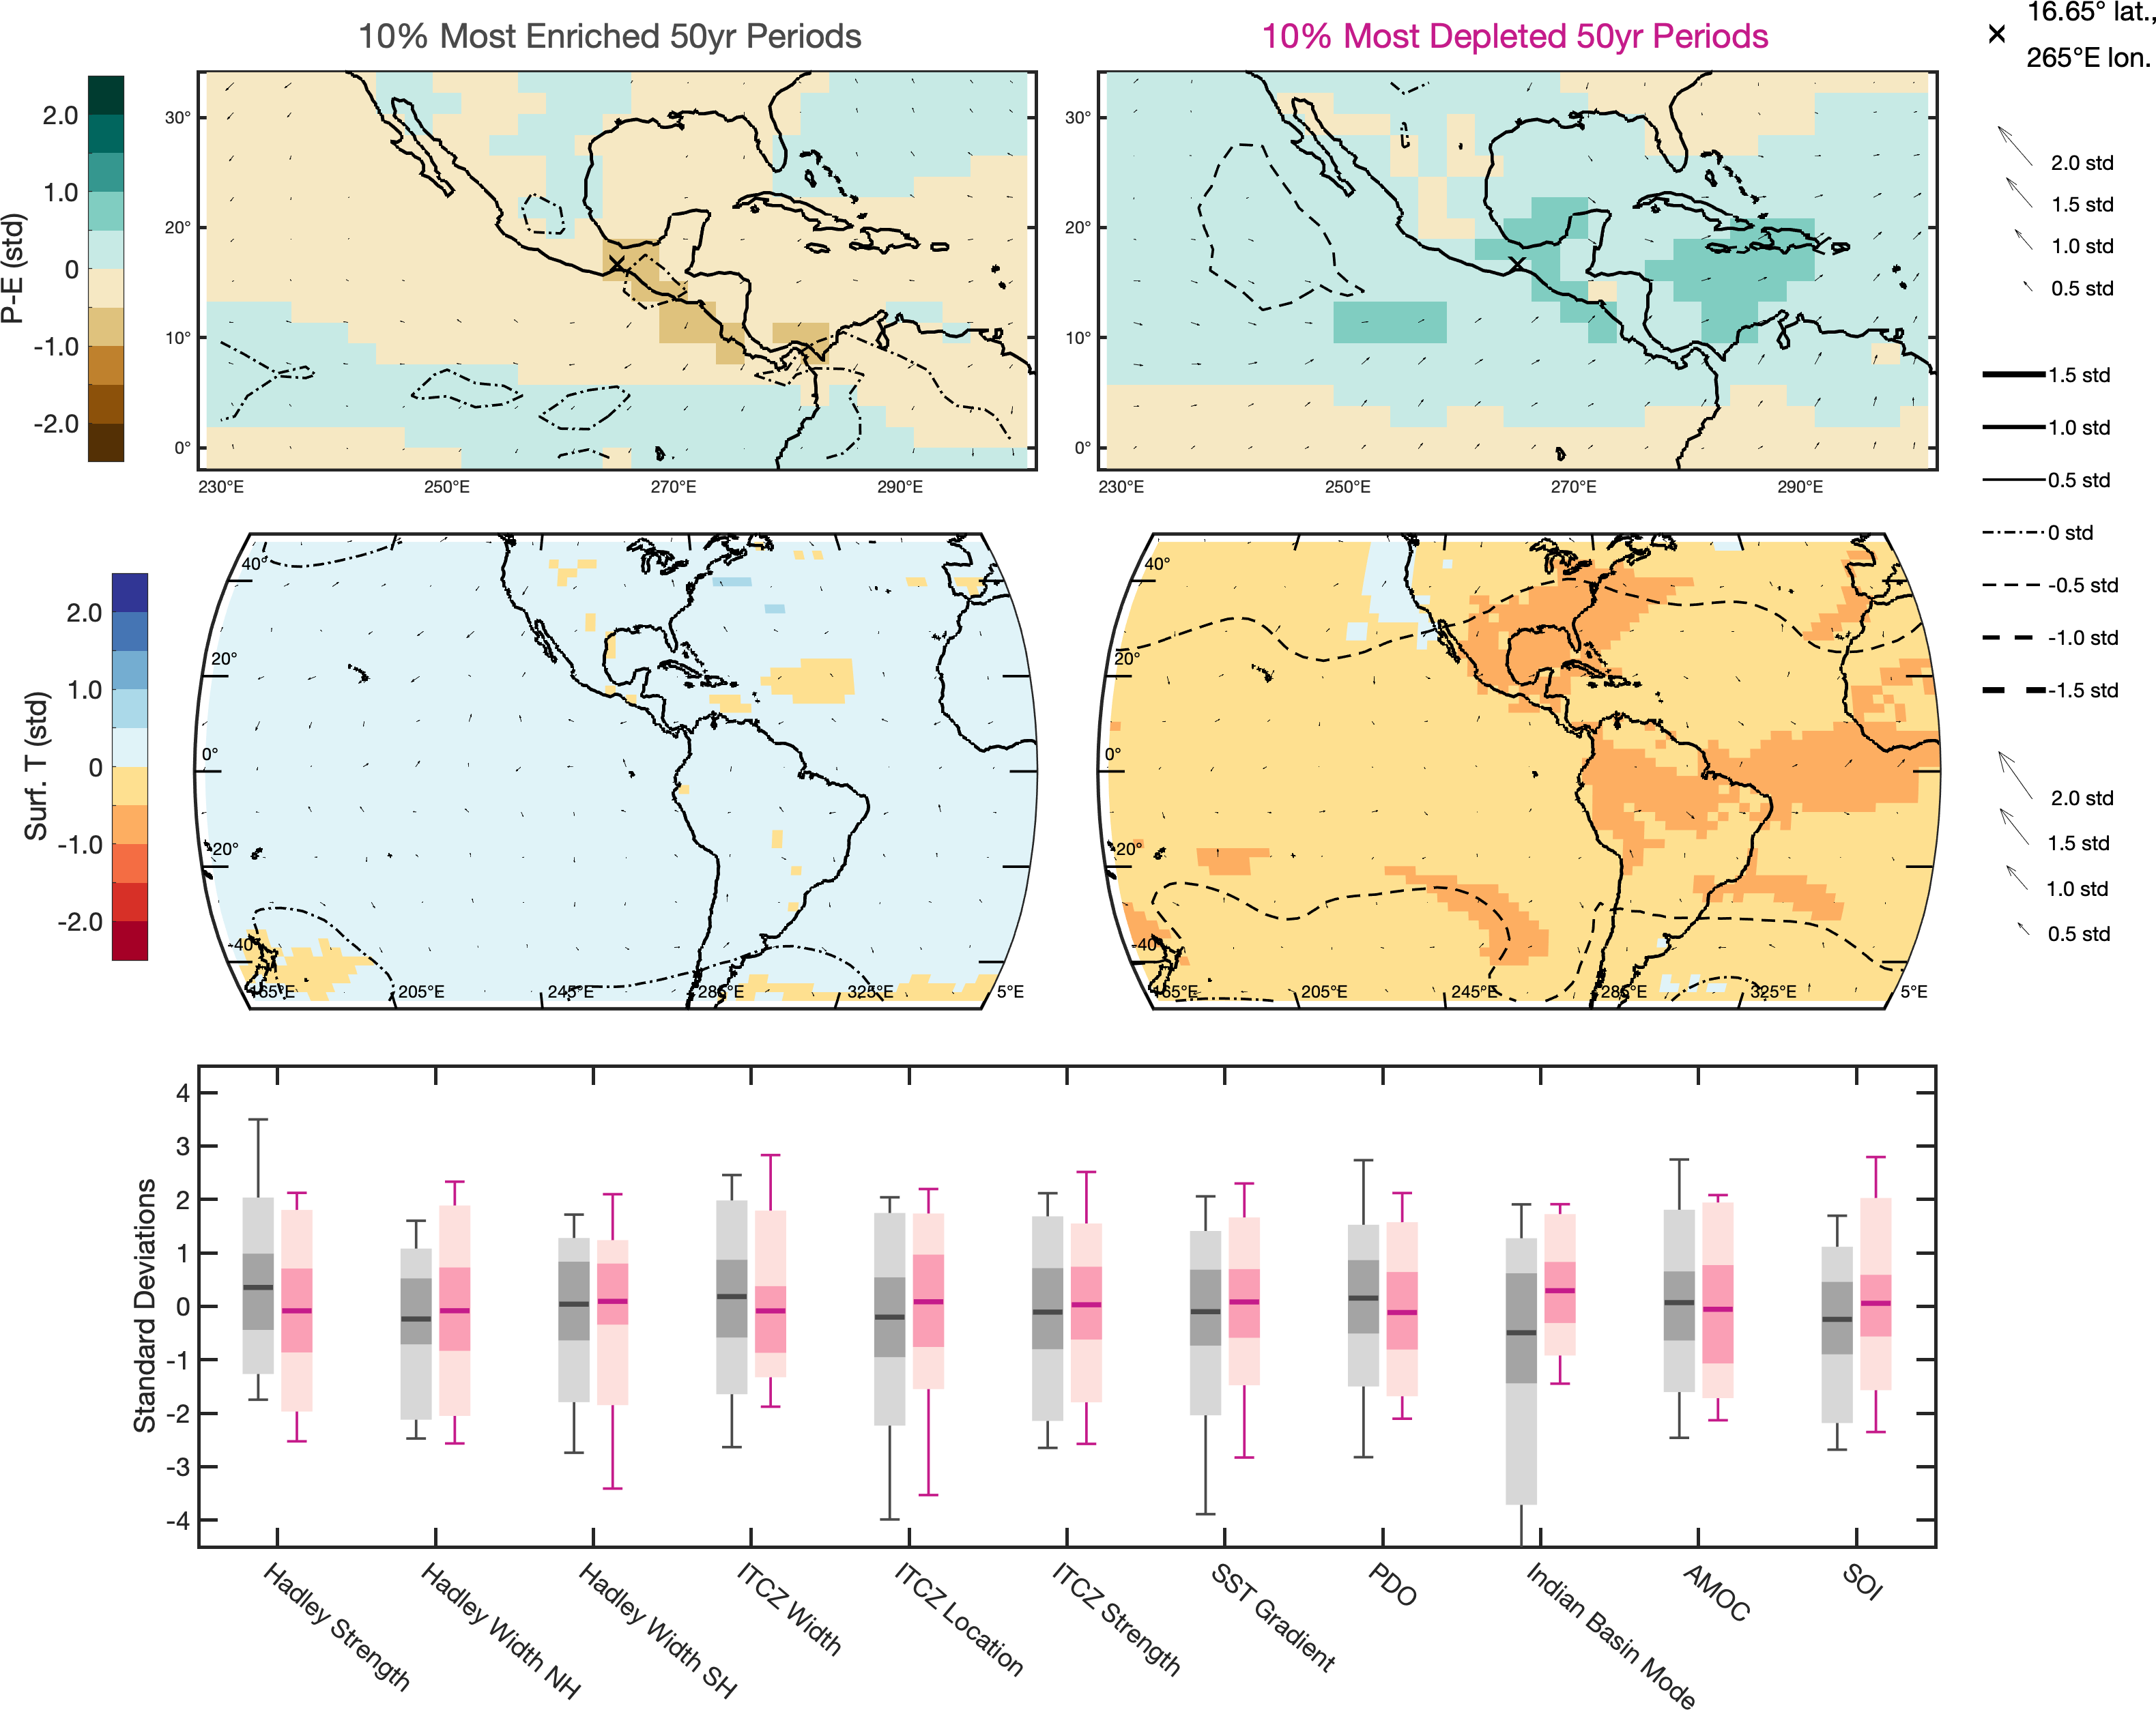 10% Most Enriched 50yr Periods
10% Most Depleted 50yr Periods
16.65° lat.,
265°E lon.
P-E (std)
2.0
1.0
0
-1.0
-2.0
30°
20°
10°
0°
230°E
250°E
270°E
290°E
30°
20°
10°
0°
230°E
250°E
270°E
290°E
2.0 std
1.5 std
1.0 std
0.5 std
1.5 std
1.0 std
0.5 std
0 std
-0.5 std
-1.0 std
-1.5 std
2.0 std
1.5 std
1.0 std
0.5 std
Surf. T (std)
2.0
1.0
0
-1.0
-2.0
40°
20°
0°
-20°
-40°
165°E
205°E
245°E
285°E
325°E
5°E
40°
20°
0°
-20°
-40°
165°E
205°E
245°E
285°E
325°E
5°E
Standard Deviations
4
3
2
1
0
-1
-2
-3
-4
Hadley Strength
Hadley Width NH
Hadley Width SH
ITCZ Width
ITCZ Location
ITCZ Strength
SST Gradient
PDO
Indian Basin Mode
AMOC
SOI